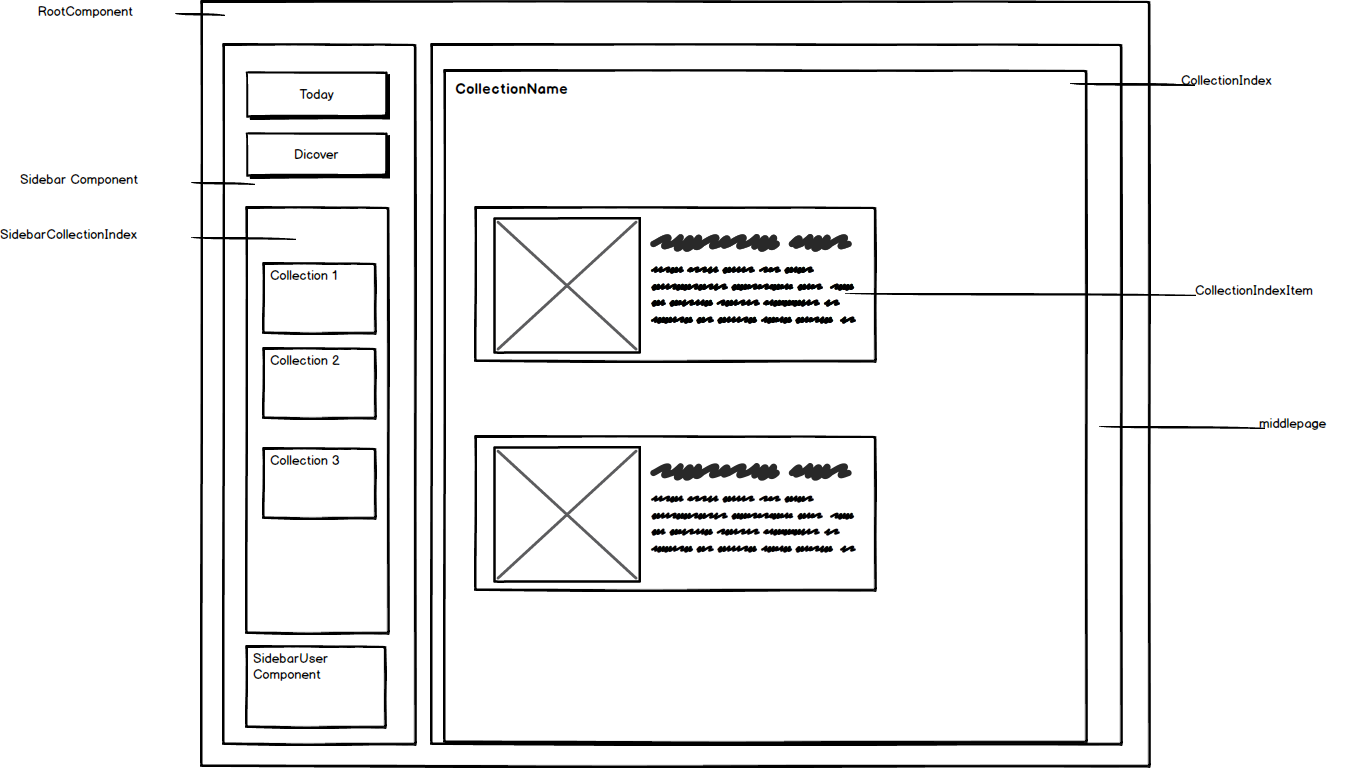 RootComponent
Today
CollectionName
CollectionIndex
Dicover
Sidebar Component
SidebarCollectionIndex
Collection 1
CollectionIndexItem
Collection 2
middlepage
Collection 3
SidebarUser
Component